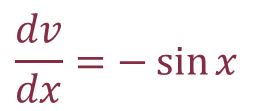 dv/dx = − sin x